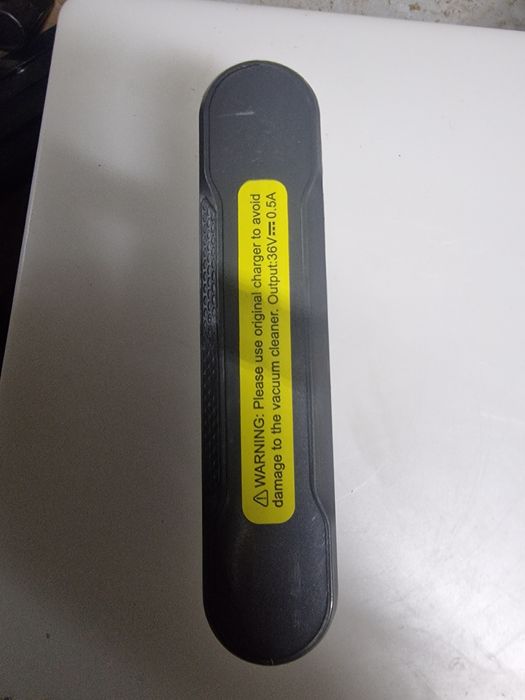 ⚠WARNING: Please use original charger to avoid
damage to the vacuum cleaner. Output:36V⎓0.5A